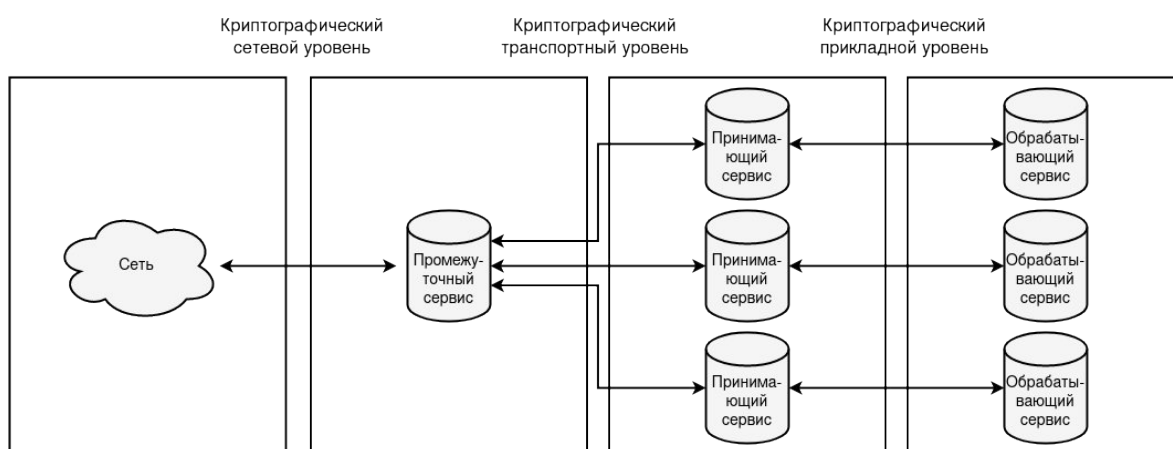 Криптографический
сетевой уровень
Криптографический
транспортный уровень
Криптографический
прикладной уровень
Сеть
Промежу-
точный
сервис
Принима-
ющий
сервис
Обрабаты-
вающий
сервис
Принима-
ющий
сервис
Обрабаты-
вающий
сервис
Принима-
ющий
сервис
Обрабаты-
вающий
сервис